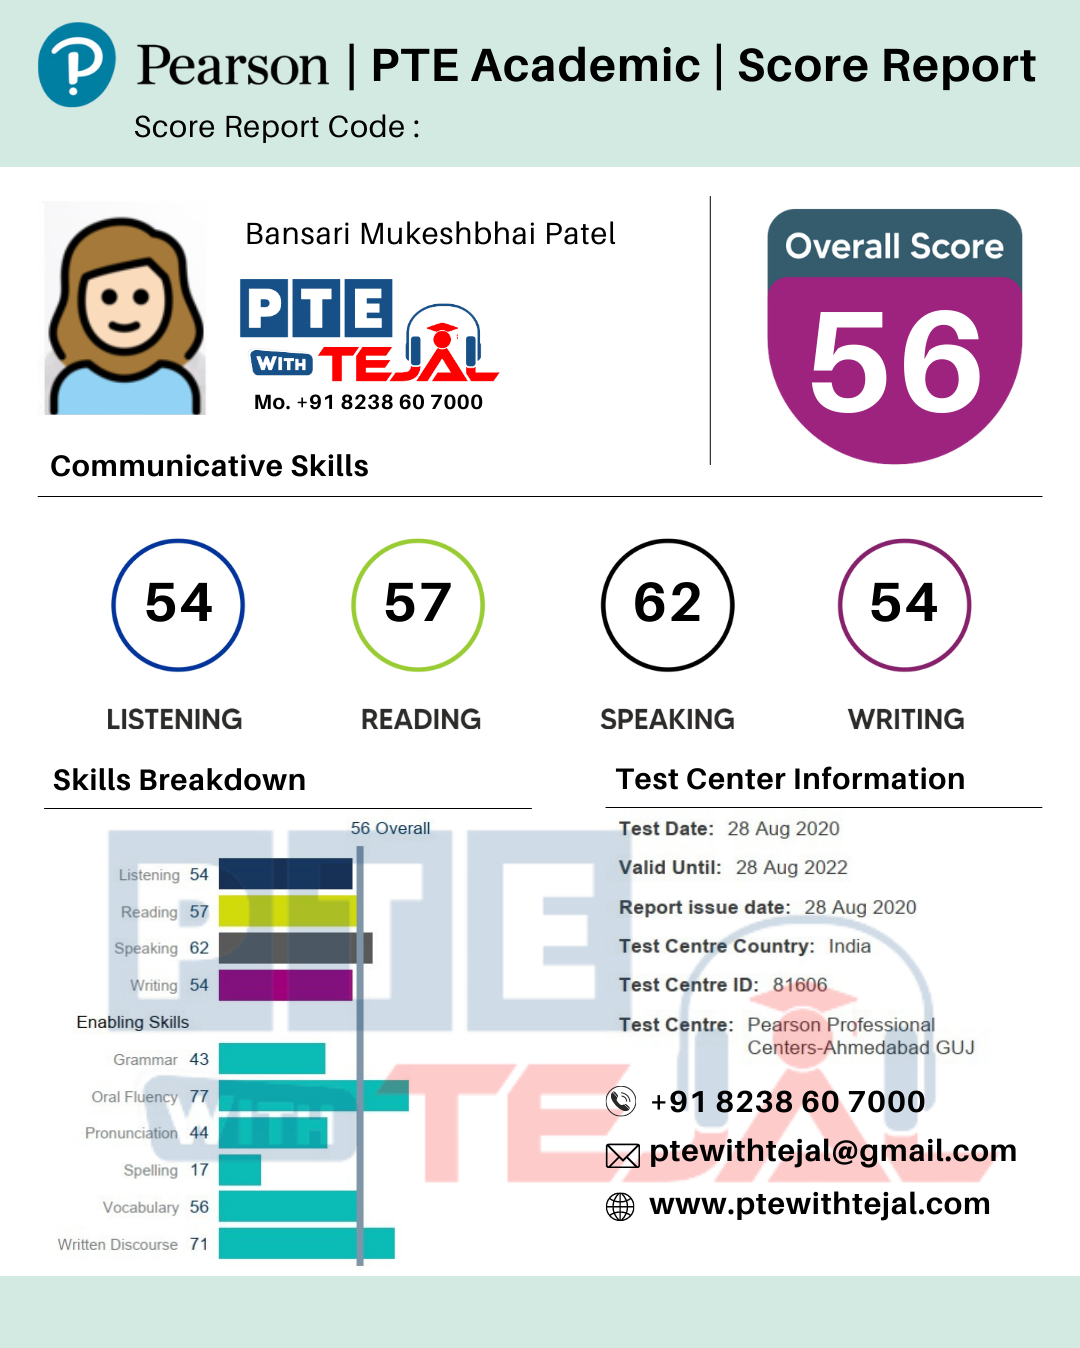 Pearson | PTE Academic | Score Report
Score Report Code :
Bansari Mukeshbhai Patel
PTE
WITH TEJAL
Mo. +91 8238 60 7000
Overall Score
56
Communicative Skills
54 57 62 54
LISTENING READING SPEAKING WRITING
Skills Breakdown
56 Overall
Listening 54
Reading 57
Speaking 62
Writing 54
Enabling Skills
Grammar 43
Oral Fluency 77
Pronunciation 44
Spelling 17
Vocabulary 56
Written Discourse 71
Test Center Information
Test Date: 28 Aug 2020
Valid Until: 28 Aug 2022
Report issue date: 28 Aug 2020
Test Centre Country: India
Test Centre ID: 81606
Test Centre: Pearson Professional
Centers-Ahmedabad GUJ
+91 8238 60 7000
ptewithtejal@gmail.com
www.ptewithtejal.com
PTE
WITH TEJAL